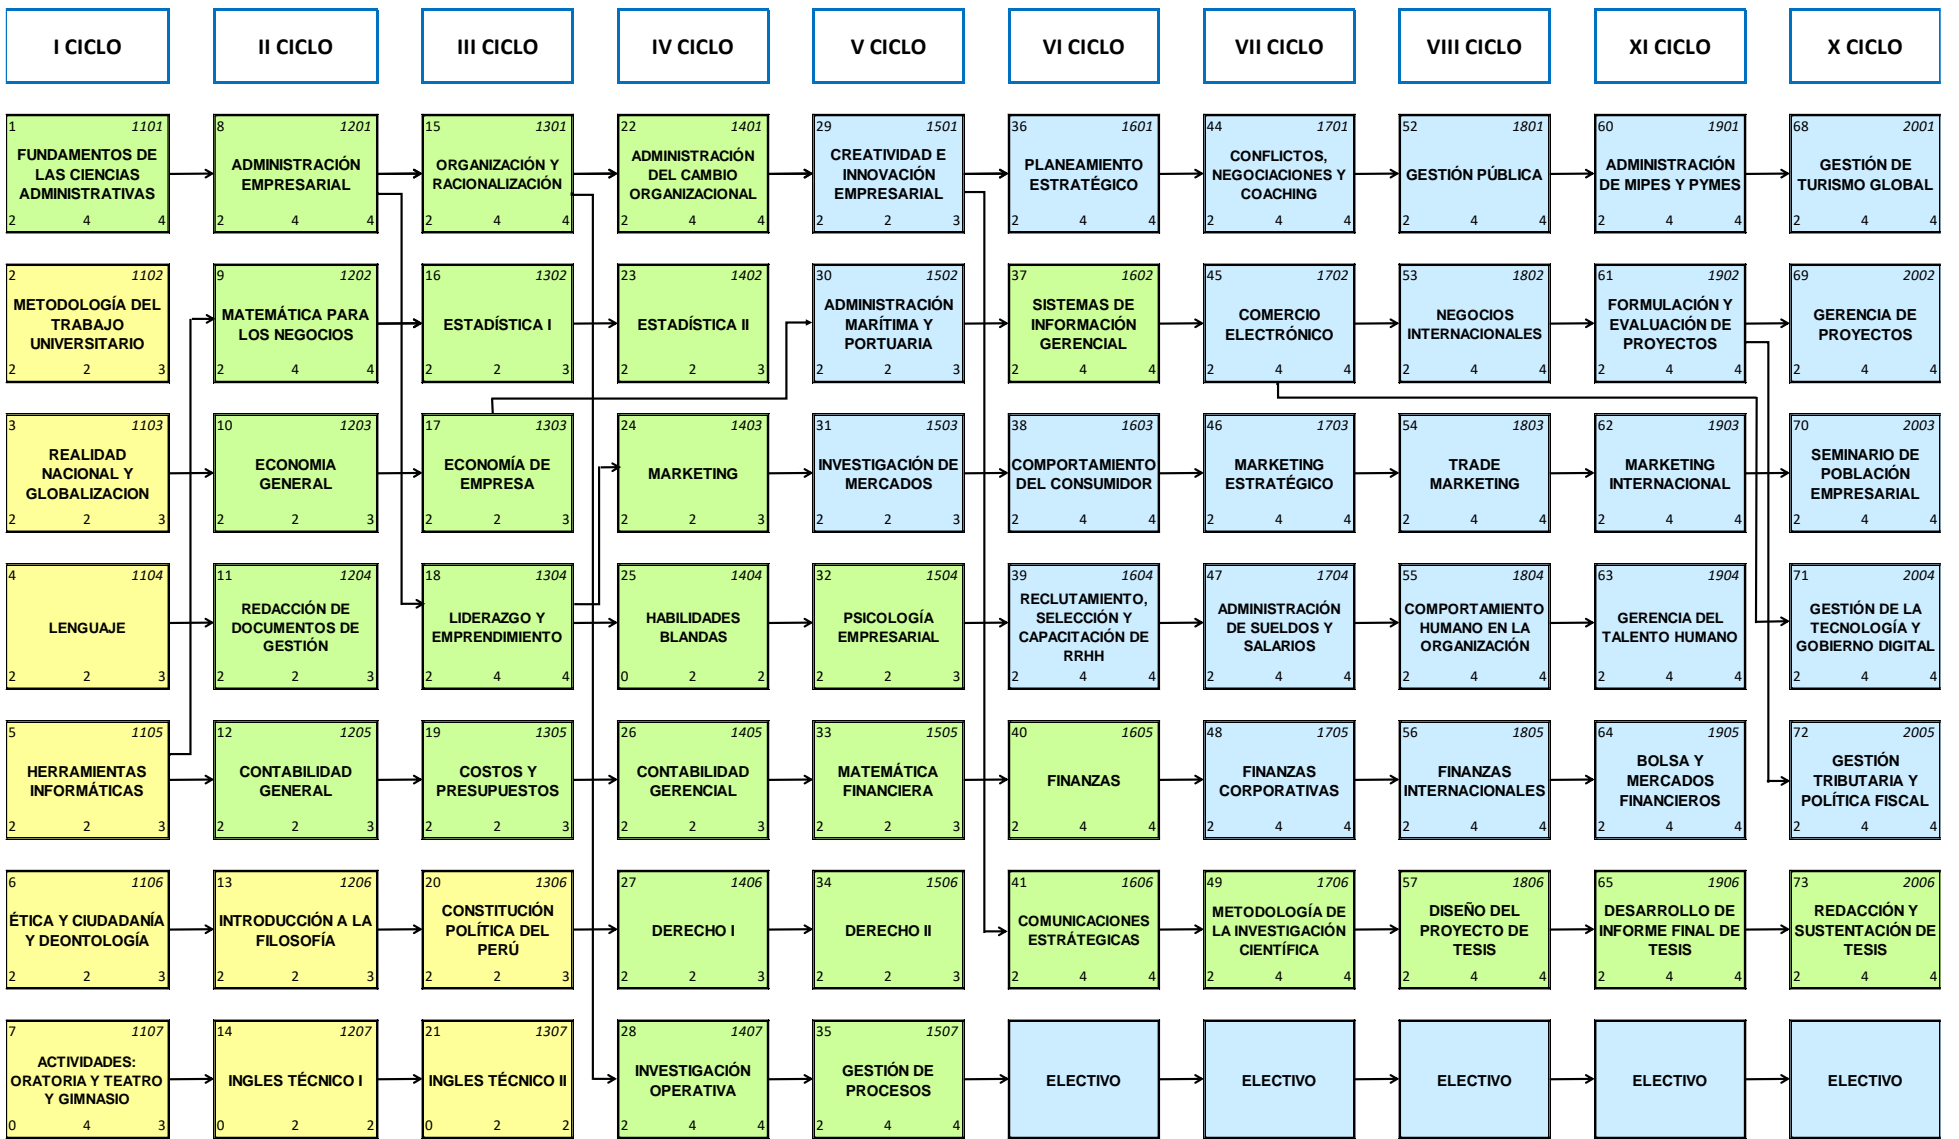 I CICLO
II CICLO
III CICLO
IV CICLO
V CICLO
VI CICLO
VII CICLO
VIII CICLO
XI CICLO
X CICLO
1 1101
FUNDAMENTOS DE
LAS CIENCIAS
ADMINISTRATIVAS
2 4 4
8 1201
ADMINISTRACIÓN
EMPRESARIAL
2 4 4
15 1301
ORGANIZACIÓN Y
RACIONALIZACIÓN
2 4 4
22 1401
ADMINISTRACIÓN
DEL CAMBIO
ORGANIZACIONAL
2 4 4
29 1501
CREATIVIDAD E
INNOVACIÓN
EMPRESARIAL
2 2 3
36 1601
PLANEAMIENTO
ESTRATÉGICO
2 4 4
44 1701
CONFLICTOS,
NEGOCIACIONES Y
COACHING
2 4 4
52 1801
GESTIÓN PÚBLICA
2 4 4
60 1901
ADMINISTRACIÓN
DE MIPES Y PYMES
2 4 4
68 2001
GESTIÓN DE
TURISMO GLOBAL
2 4 4
2 1102
METODOLOGÍA DEL
TRABAJO
UNIVERSITARIO
2 2 3
9 1202
MATEMÁTICA PARA
LOS NEGOCIOS
2 4 4
16 1302
ESTADÍSTICA I
2 2 3
23 1402
ESTADÍSTICA II
2 2 3
30 1502
ADMINISTRACIÓN
MARÍTIMA Y
PORTUARIA
2 2 3
37 1602
SISTEMAS DE
INFORMACIÓN
GERENCIAL
2 4 4
45 1702
COMERCIO
ELECTRÓNICO
2 4 4
53 1802
NEGOCIOS
INTERNACIONALES
2 4 4
61 1902
FORMULACIÓN Y
EVALUACIÓN DE
PROYECTOS
2 4 4
69 2002
GERENCIA DE
PROYECTOS
2 4 4
3 1103
REALIDAD
NACIONAL Y
GLOBALIZACION
2 2 3
10 1203
ECONOMIA
GENERAL
2 2 3
17 1303
ECONOMÍA DE
EMPRESA
2 2 3
24 1403
MARKETING
2 2 3
31 1503
INVESTIGACIÓN DE
MERCADOS
2 2 3
38 1603
COMPORTAMIENTO
DEL CONSUMIDOR
2 4 4
46 1703
MARKETING
ESTRATÉGICO
2 4 4
54 1803
TRADE
MARKETING
2 4 4
62 1903
MARKETING
INTERNACIONAL
2 4 4
70 2003
SEMINARIO DE
POBLACIÓN
EMPRESARIAL
2 4 4
4 1104
LENGUAJE
2 2 3
11 1204
REDACCIÓN DE
DOCUMENTOS DE
GESTIÓN
2 2 3
18 1304
LIDERAZGO Y
EMPRENDIMIENTO
2 4 4
25 1404
HABILIDADES
BLANDAS
0 2 2
32 1504
PSICOLOGÍA
EMPRESARIAL
2 2 3
39 1604
RECLUTAMIENTO,
SELECCIÓN Y
CAPACITACIÓN DE
RRHH
2 4 4
47 1704
ADMINISTRACIÓN
DE SUELDOS Y
SALARIOS
2 4 4
55 1804
COMPORTAMIENTO
HUMANO EN LA
ORGANIZACIÓN
2 4 4
63 1904
GERENCIA DEL
TALENTO HUMANO
2 4 4
71 2004
GESTIÓN DE LA
TECNOLOGÍA Y
GOBIERNO DIGITAL
2 4 4
5 1105
HERRAMIENTAS
INFORMÁTICAS
2 2 3
12 1205
CONTABILIDAD
GENERAL
2 2 3
19 1305
COSTOS Y
PRESUPUESTOS
2 2 3
26 1405
CONTABILIDAD
GERENCIAL
2 2 3
33 1505
MATEMÁTICA
FINANCIERA
2 2 3
40 1605
FINANZAS
2 4 4
48 1705
FINANZAS
CORPORATIVAS
2 4 4
56 1805
FINANZAS
INTERNACIONALES
2 4 4
64 1905
BOLSA Y
MERCADOS
FINANCIEROS
2 4 4
72 2005
GESTIÓN
TRIBUTARIA Y
POLÍTICA FISCAL
2 4 4
6 1106
ÉTICA Y CIUDADANÍA
Y DEONTOLOGÍA
2 2 3
13 1206
INTRODUCCIÓN A LA
FILOSOFÍA
2 2 3
20 1306
CONSTITUCIÓN
POLÍTICA DEL
PERÚ
2 2 3
27 1406
DERECHO I
2 2 3
34 1506
DERECHO II
2 2 3
41 1606
COMUNICACIONES
ESTRÁTEGICAS
2 4 4
49 1706
METODOLOGÍA DE
LA INVESTIGACIÓN
CIENTÍFICA
2 4 4
57 1806
DISEÑO DEL
PROYECTO DE
TESIS
2 4 4
65 1906
DESARROLLO DE
INFORME FINAL DE
TESIS
2 4 4
73 2006
REDACCIÓN Y
SUSTENTACIÓN DE
TESIS
2 4 4
7 1107
ACTIVIDADES:
ORATORIA Y TEATRO
Y GIMNASIO
0 4 3
14 1207
INGLES TÉCNICO I
0 2 2
21 1307
INGLES TÉCNICO II
0 2 2
28 1407
INVESTIGACIÓN
OPERATIVA
2 4 4
35 1507
GESTIÓN DE
PROCESOS
2 4 4
ELECTIVO
ELECTIVO
ELECTIVO
ELECTIVO
ELECTIVO